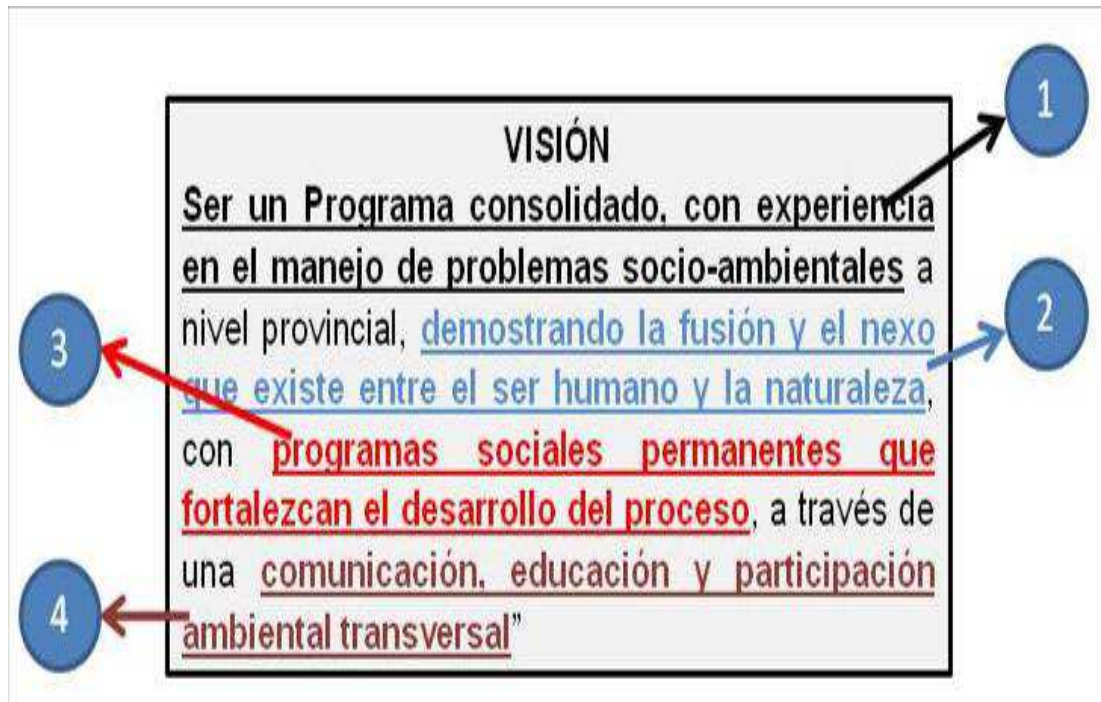 VISIÓN
Ser un Programa consolidado, con experiencia
en el manejo de problemas socio-ambientales a
nivel provincial, demostrando la fusión y el nexo
que existe entre el ser humano y la naturaleza,
con programas sociales permanentes que
fortalezcan el desarrollo del proceso, a través de
una comunicación, educación y participación
ambiental transversal”
1
2
3
4